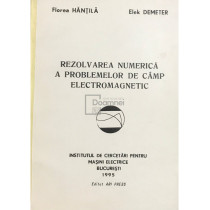 Florea HĂNȚILĂ Elek DEMETER
REZOLVAREA NUMERICĂ
A PROBLEMELOR DE CÂMP
ELECTROMAGNETIC
INSTITUTUL DE CERCETĂRI PENTRU
MAȘINI ELECTRICE
BUCUREȘTI
1995